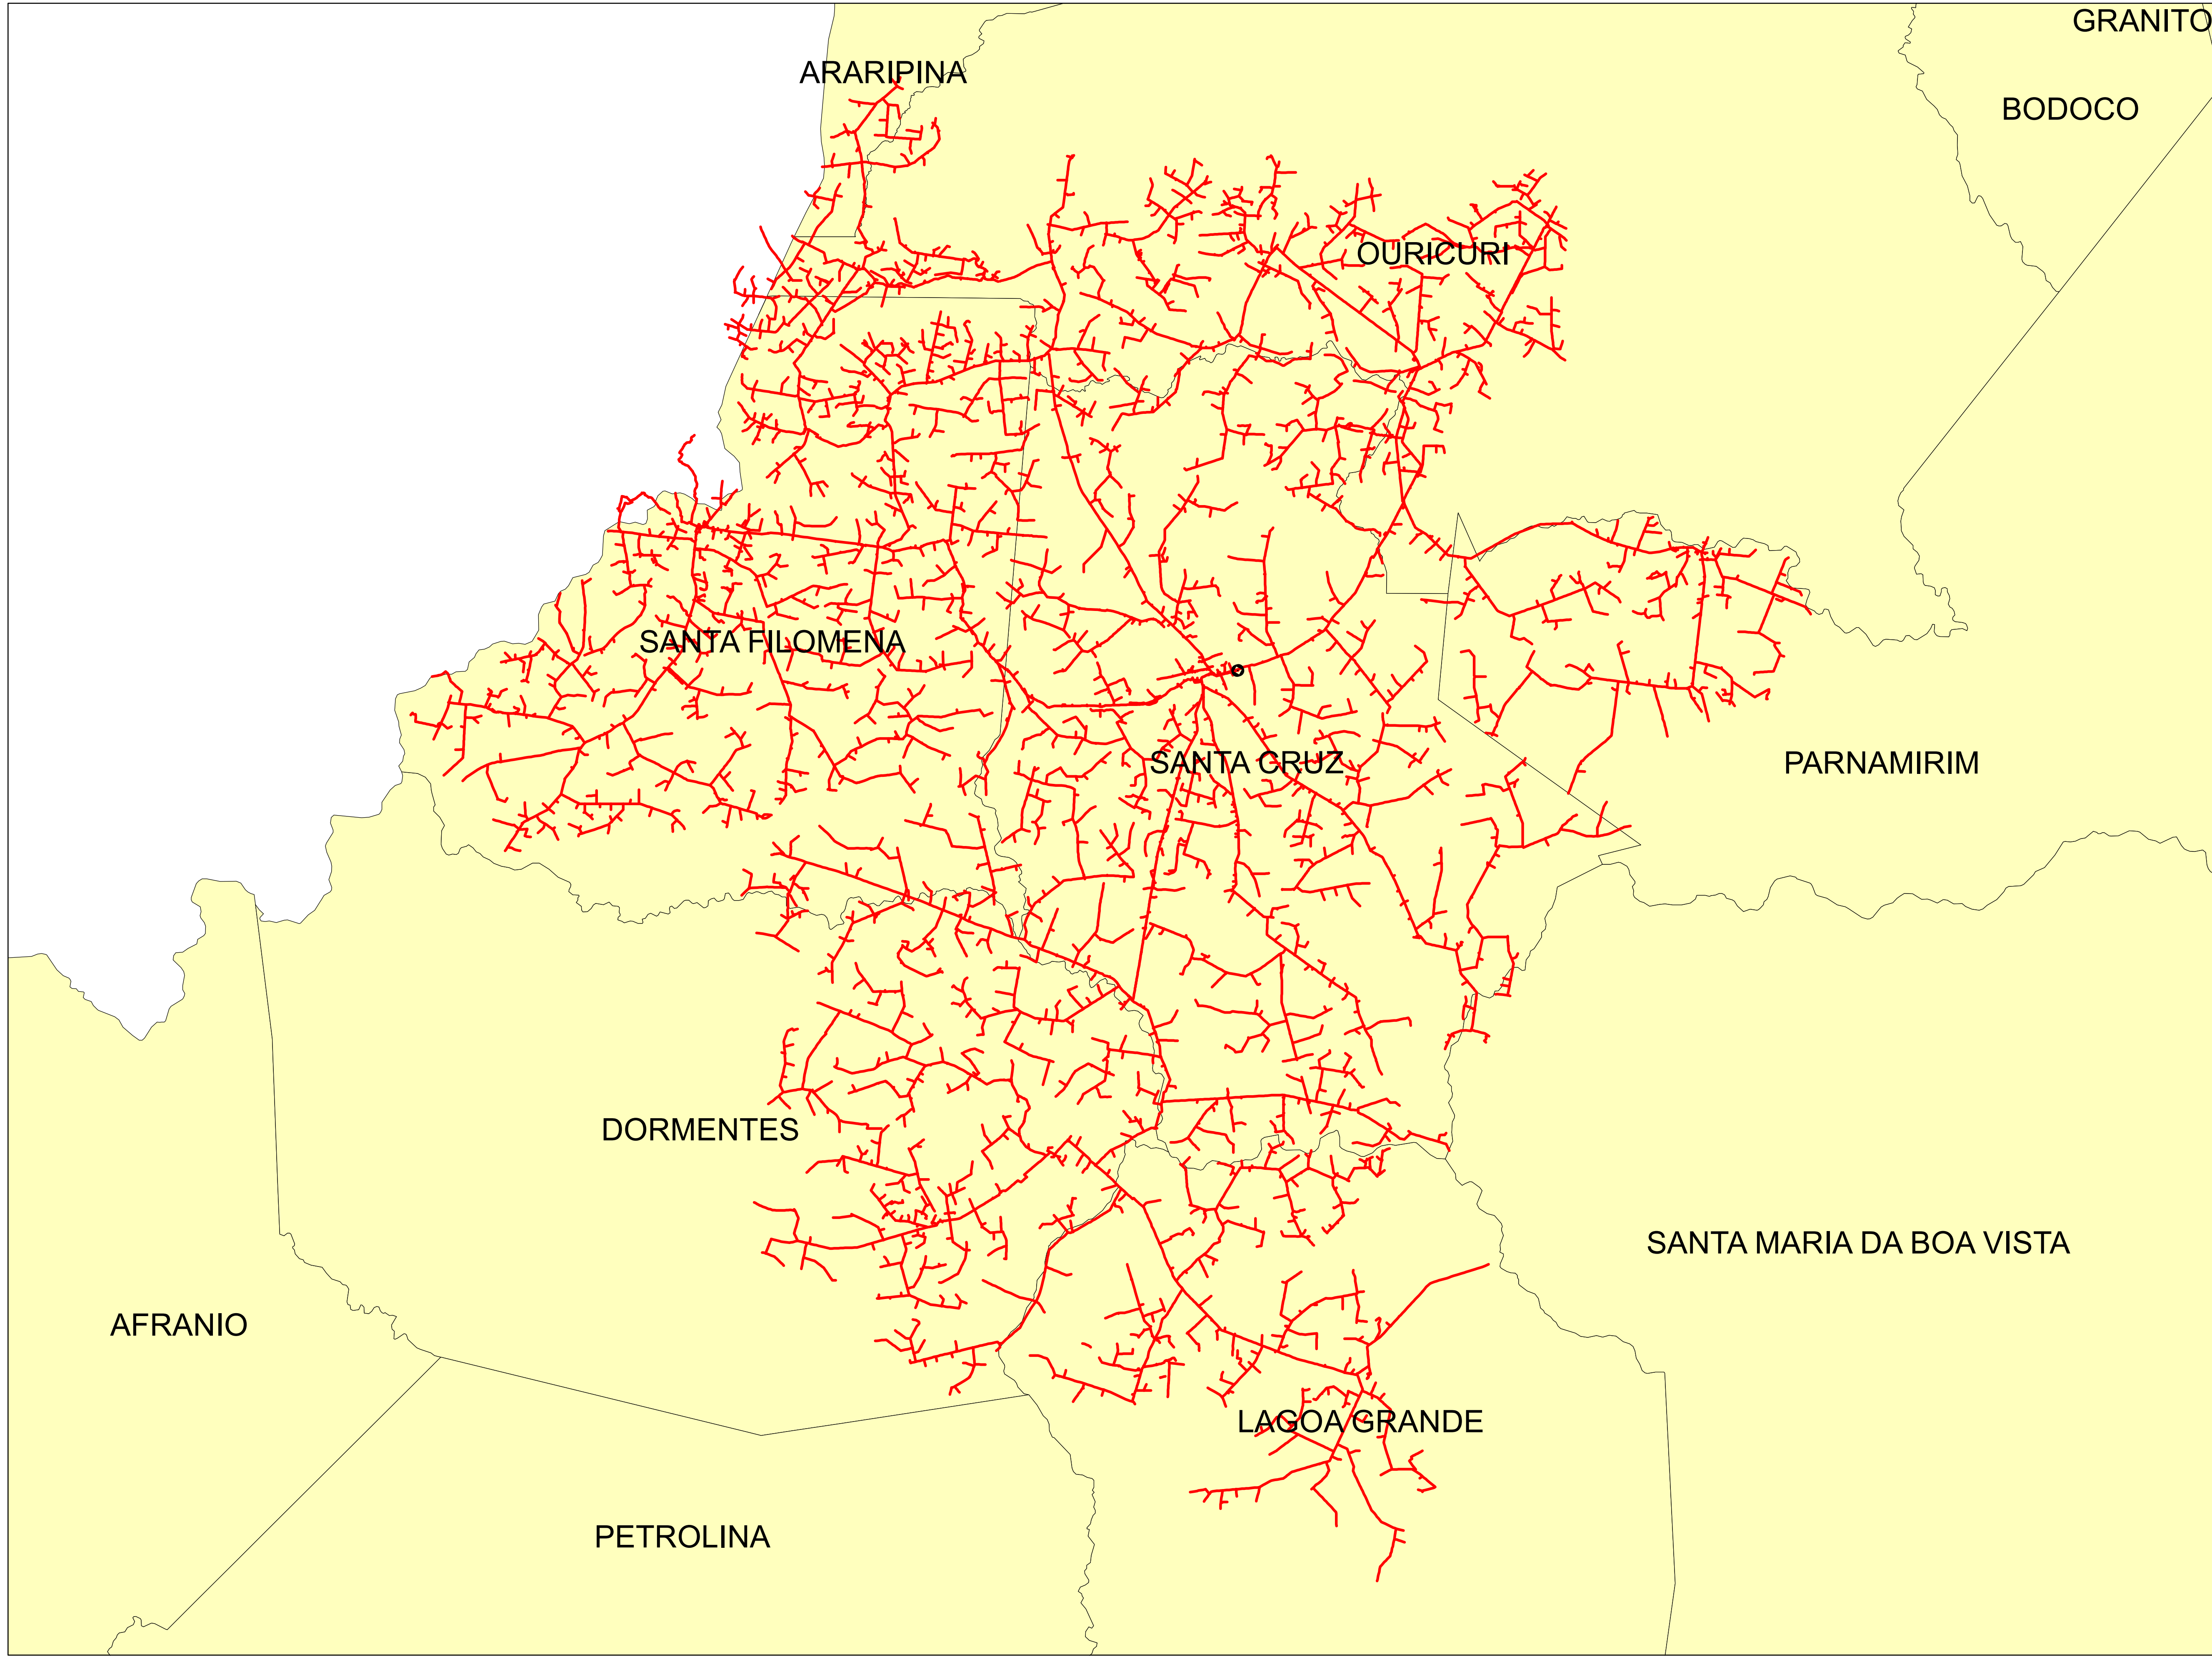 GRANITO
ARARIPINA
BODOCO
OURICURI
SANTA FILOMENA
SANTA CRUZ
PARNAMIRIM
DORMENTES
SANTA MARIA DA BOA VISTA
AFRANIO
LAGOA GRANDE
PETROLINA